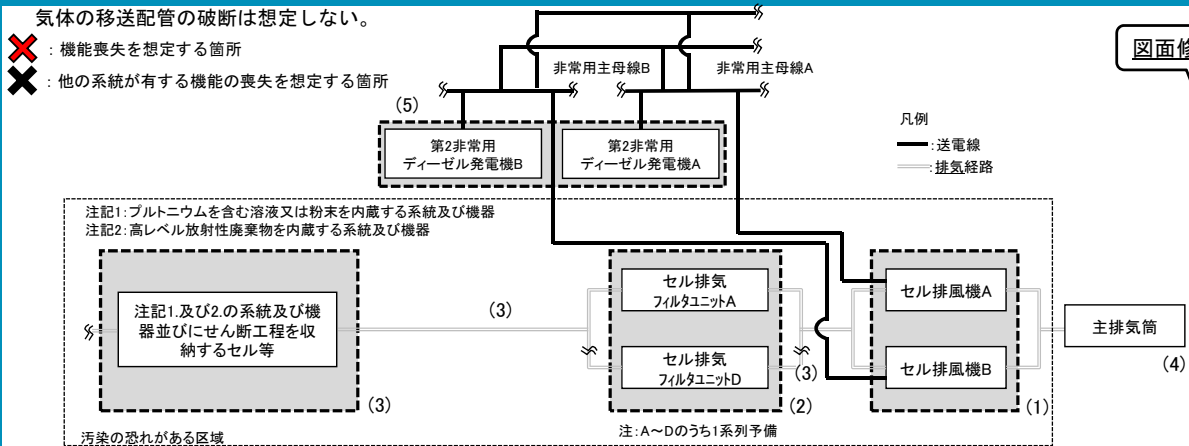 気体の移送配管の破断は想定しない。
：機能喪失を想定する箇所
：他の系統が有する機能の喪失を想定する箇所
図面修
非常用主母線B
非常用主母線A
(5)
第2非常用
ディーゼル発電機B
第2非常用
ディーゼル発電機A
凡例
：送電線
：排気経路
注記1：プルトニウムを含む溶液又は粉末を内蔵する系統及び機器
注記2：高レベル放射性廃棄物を内蔵する系統及び機器
注記1.及び2.の系統及び機
器並びにせん断工程を収
納するセル等
(3)
(3)
セル排気
フィルタユニットA
セル排気
フィルタユニットD
(3)
(2)
セル排風機A
セル排風機B
(1)
主排気筒
(4)
汚染の恐れがある区域
注：A～Dのうち1系列予備